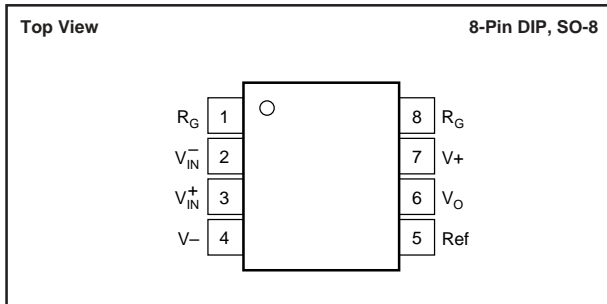 Top View 8-Pin DIP, SO-8
R_G 1 8 R_G
V_IN^– 2 7 V+
V_IN^+ 3 6 V_O
V– 4 5 Ref